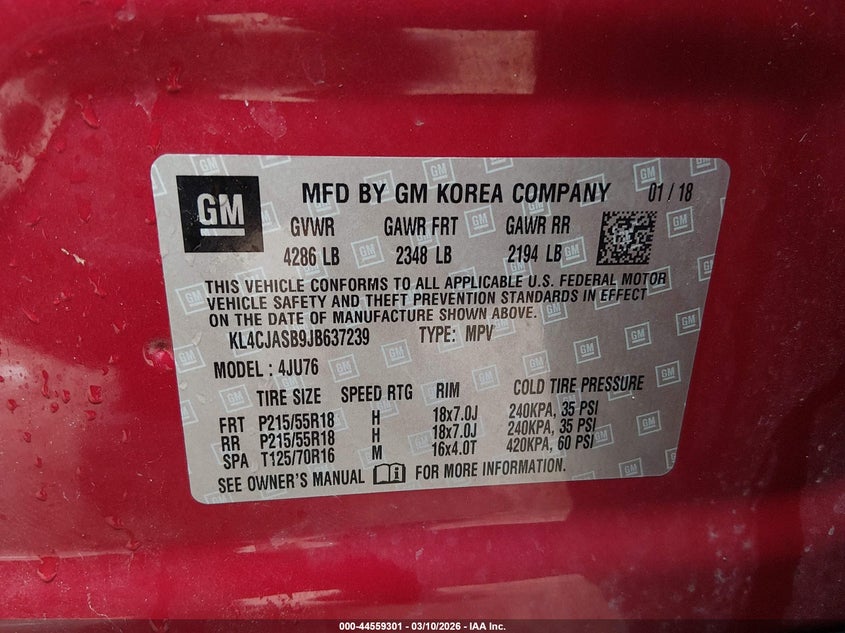 GM
MFD BY GM KOREA COMPANY 01 / 18
GVWR GAWR FRT GAWR RR
4286 LB 2348 LB 2194 LB
THIS VEHICLE CONFORMS TO ALL APPLICABLE U.S. FEDERAL MOTOR
VEHICLE SAFETY AND THEFT PREVENTION STANDARDS IN EFFECT
ON THE DATE OF MANUFACTURE SHOWN ABOVE.
KL4CJASB9JB637239 TYPE: MPV
MODEL : 4JU76
TIRE SIZE SPEED RTG RIM COLD TIRE PRESSURE
FRT P215/55R18 H 18x7.0J 240KPA, 35 PSI
RR P215/55R18 H 18x7.0J 240KPA, 35 PSI
SPA T125/70R16 M 16x4.0T 420KPA, 60 PSI
SEE OWNER'S MANUAL FOR MORE INFORMATION.
000-44559301 - 03/10/2026 - IAA Inc.